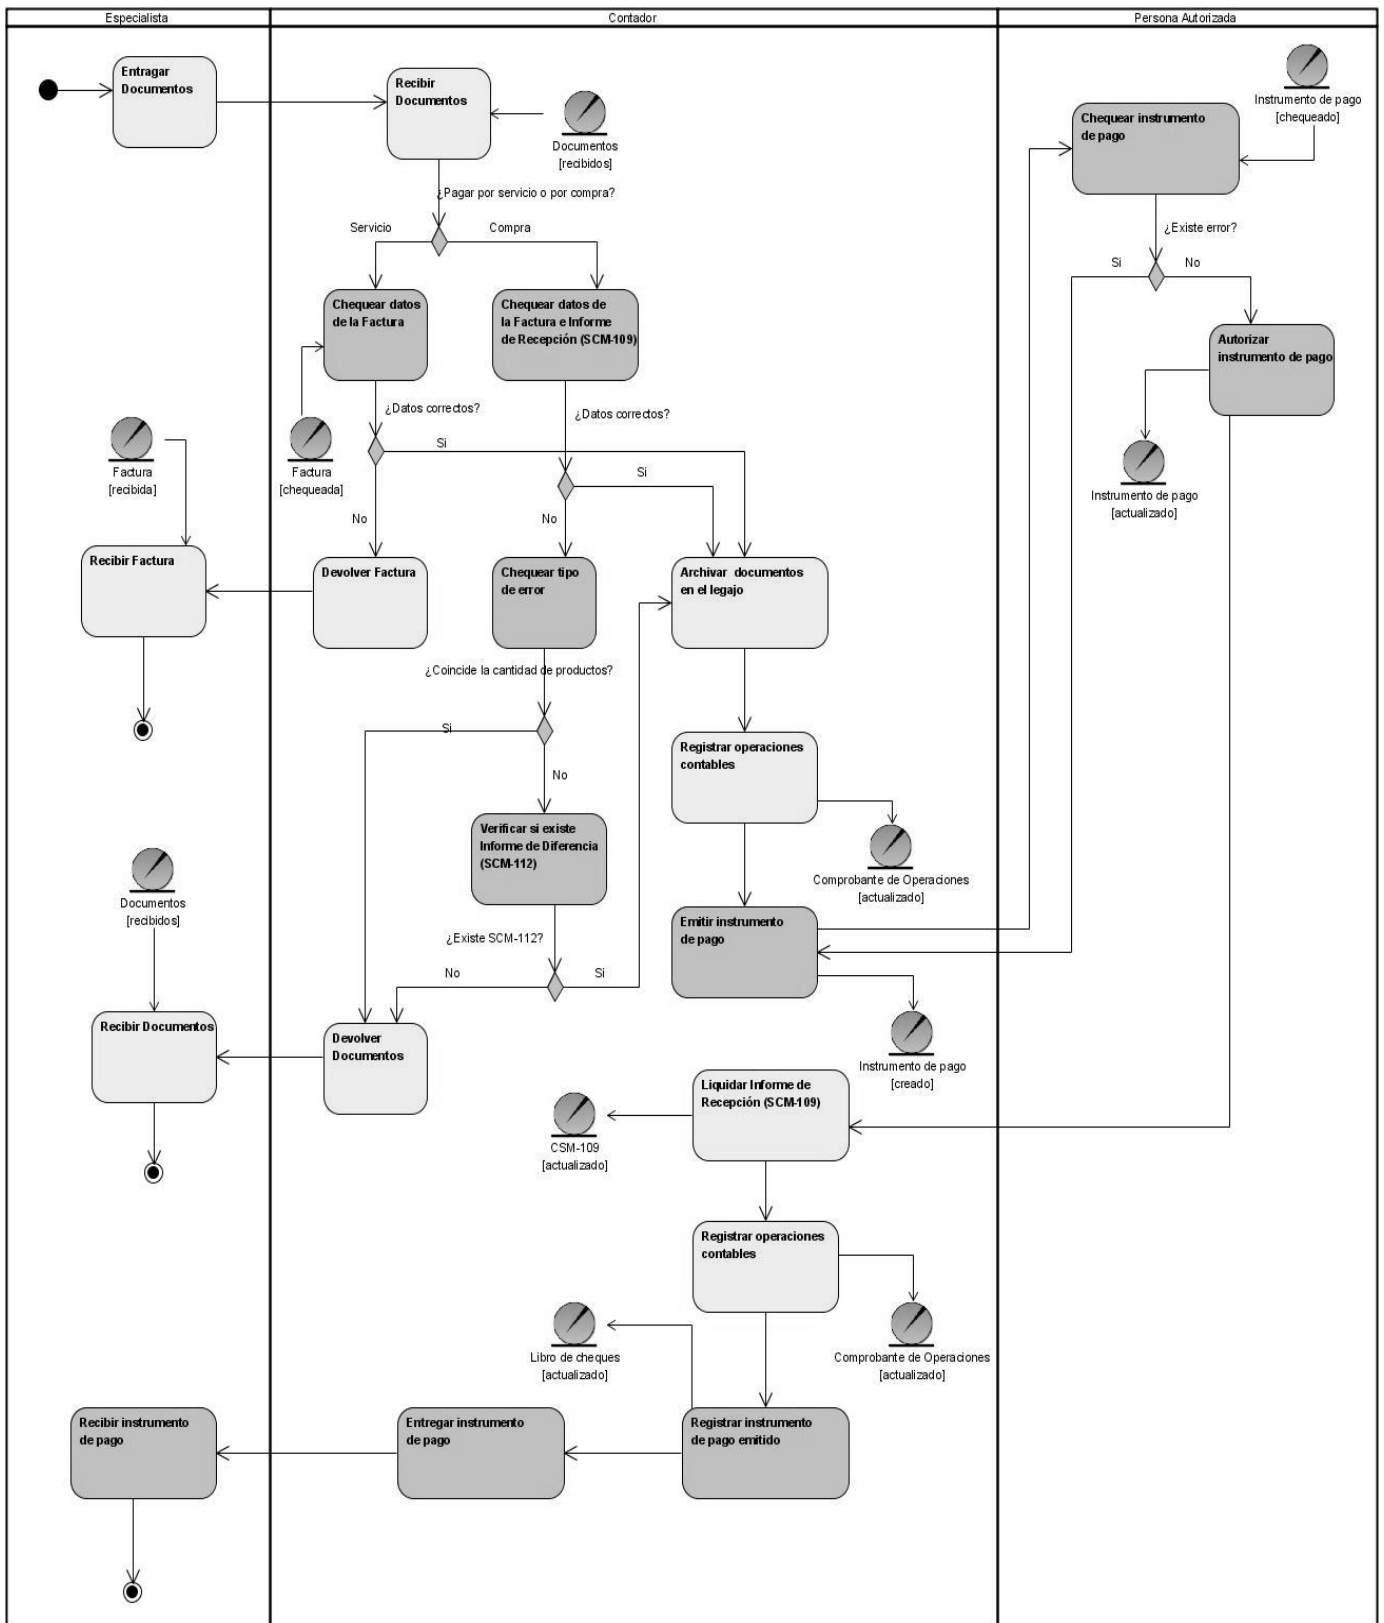 Especialista
Contador
Persona Autorizada
Entragar
Documentos
Recibir
Documentos
Documentos
[recibidos]
Instrumento de pago
[chequeado]
Chequear instrumento
de pago
¿Pagar por servicio o por compra?
Servicio
Compra
¿Existe error?
Si
No
Chequear datos
de la Factura
Chequear datos de
la Factura e Informe
de Recepción (SCM-109)
Autorizar
instrumento de pago
¿Datos correctos?
¿Datos correctos?
Factura
[recibida]
Factura
[chequeada]
Si
Si
Instrumento de pago
[actualizado]
No
No
Recibir Factura
Devolver Factura
Chequear tipo
de error
Archivar documentos
en el legajo
¿Coincide la cantidad de productos?
Si
No
Registrar operaciones
contables
Verificar si existe
Informe de Diferencia
(SCM-112)
Comprobante de Operaciones
[actualizado]
Documentos
[recibidos]
Emitir instrumento
de pago
¿Existe SCM-112?
No
Si
Recibir Documentos
Devolver
Documentos
Instrumento de pago
[creado]
Liquidar Informe de
Recepción (SCM-109)
CSM-109
[actualizado]
Registrar operaciones
contables
Libro de cheques
[actualizado]
Comprobante de Operaciones
[actualizado]
Recibir instrumento
de pago
Entregar instrumento
de pago
Registrar instrumento
de pago emitido